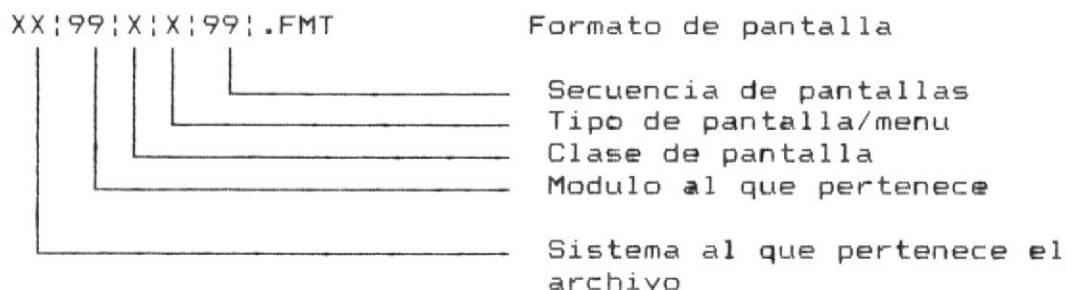 XX¦99¦X¦X¦99¦.FMT Formato de pantalla
Secuencia de pantallas
Tipo de pantalla/menu
Clase de pantalla
Modulo al que pertenece
Sistema al que pertenece el
archivo